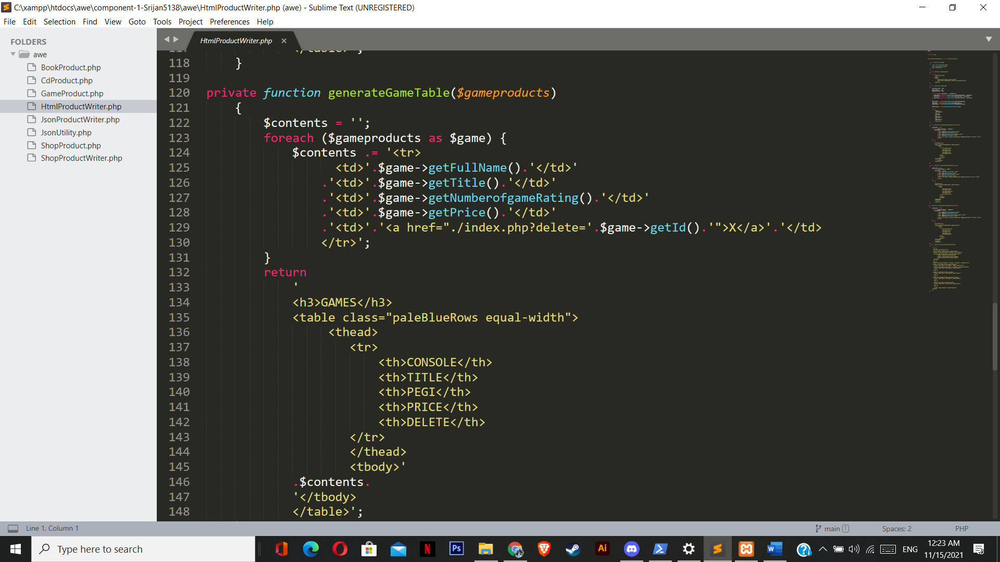 C:\xampp\htdocs\awe\component-1-Srijan5138\awe\HtmlProductWriter.php (awe) - Sublime Text (UNREGISTERED)
File Edit Selection Find View Goto Tools Project Preferences Help
FOLDERS
awe
BookProduct.php
CdProduct.php
GameProduct.php
HtmlProductWriter.php
JsonProductWriter.php
JsonUtility.php
ShopProduct.php
ShopProductWriter.php
HtmlProductWriter.php
117 </table>';
118 }
119
120 private function generateGameTable($gameproducts)
121 {
122 $contents = '';
123 foreach ($gameproducts as $game) {
124 $contents .= '<tr>
125 <td>'.$game->getFullName().'</td>'
126 .'<td>'.$game->getTitle().'</td>'
127 .'<td>'.$game->getNumberofgameRating().'</td>'
128 .'<td>'.$game->getPrice().'</td>'
129 .'<td>'.'<a href="./index.php?delete='.$game->getId().'">X</a>'.'</td>
130 </tr>';
131 }
132 return
133 '
134 <h3>GAMES</h3>
135 <table class="paleBlueRows equal-width">
136 <thead>
137 <tr>
138 <th>CONSOLE</th>
139 <th>TITLE</th>
140 <th>PEGI</th>
141 <th>PRICE</th>
142 <th>DELETE</th>
143 </tr>
144 </thead>
145 <tbody>'
146 .$contents.
147 '</tbody>
148 </table>';
Line 1, Column 1
main 1
Spaces: 2
PHP
Type here to search
N
Ps
Ai
W
ENG
12:23 AM
11/15/2021